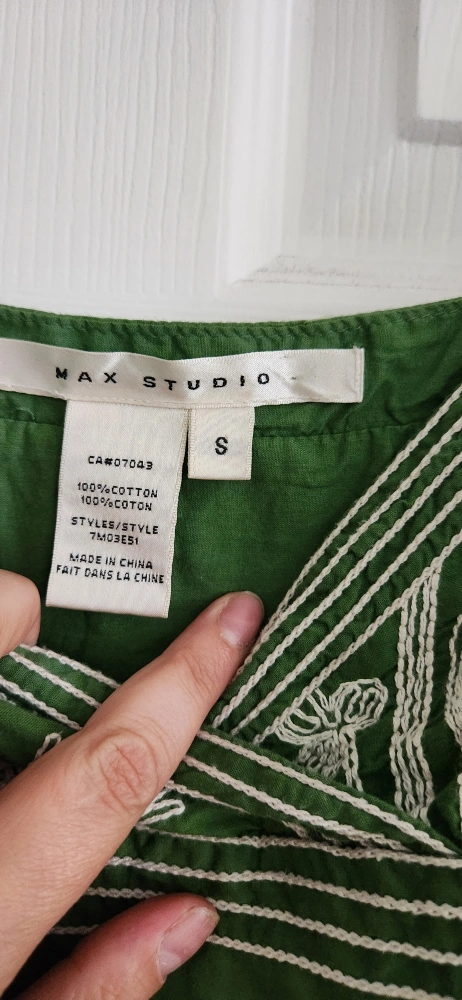 MAX STUDIO
S
CA#07043
100%COTTON
100%COTON
STYLES/STYLE
7M03E51
MADE IN CHINA
FAIT DANS LA CHINE